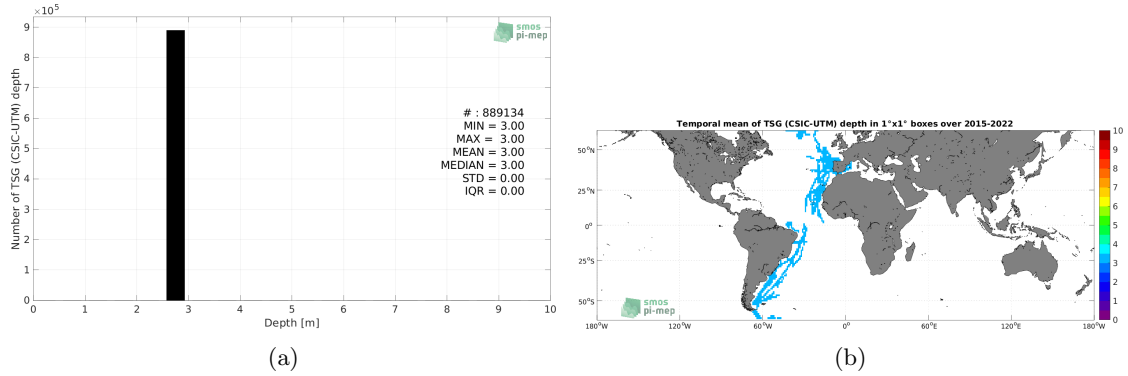 ×10⁵
9
8
7
6
5
4
3
2
1
0
Number of TSG (CSIC-UTM) depth
smos
pi-mep
# : 889134
MIN = 3.00
MAX = 3.00
MEAN = 3.00
MEDIAN = 3.00
STD = 0.00
IQR = 0.00
0 1 2 3 4 5 6 7 8 9 10
Depth [m]
(a)
Temporal mean of TSG (CSIC-UTM) depth in 1°x1° boxes over 2015-2022
50°N
25°N
0°
25°S
50°S
smos
pi-mep
180°W 120°W 60°W 0° 60°E 120°E 180°W
10
9
8
7
6
5
4
3
2
1
0
(b)